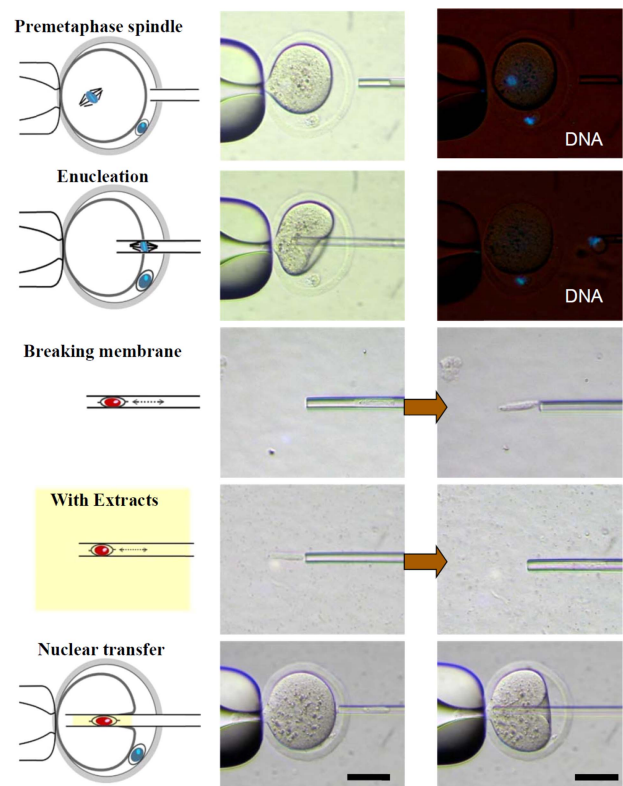 Premetaphase spindle
DNA
Enucleation
DNA
Breaking membrane
With Extracts
Nuclear transfer